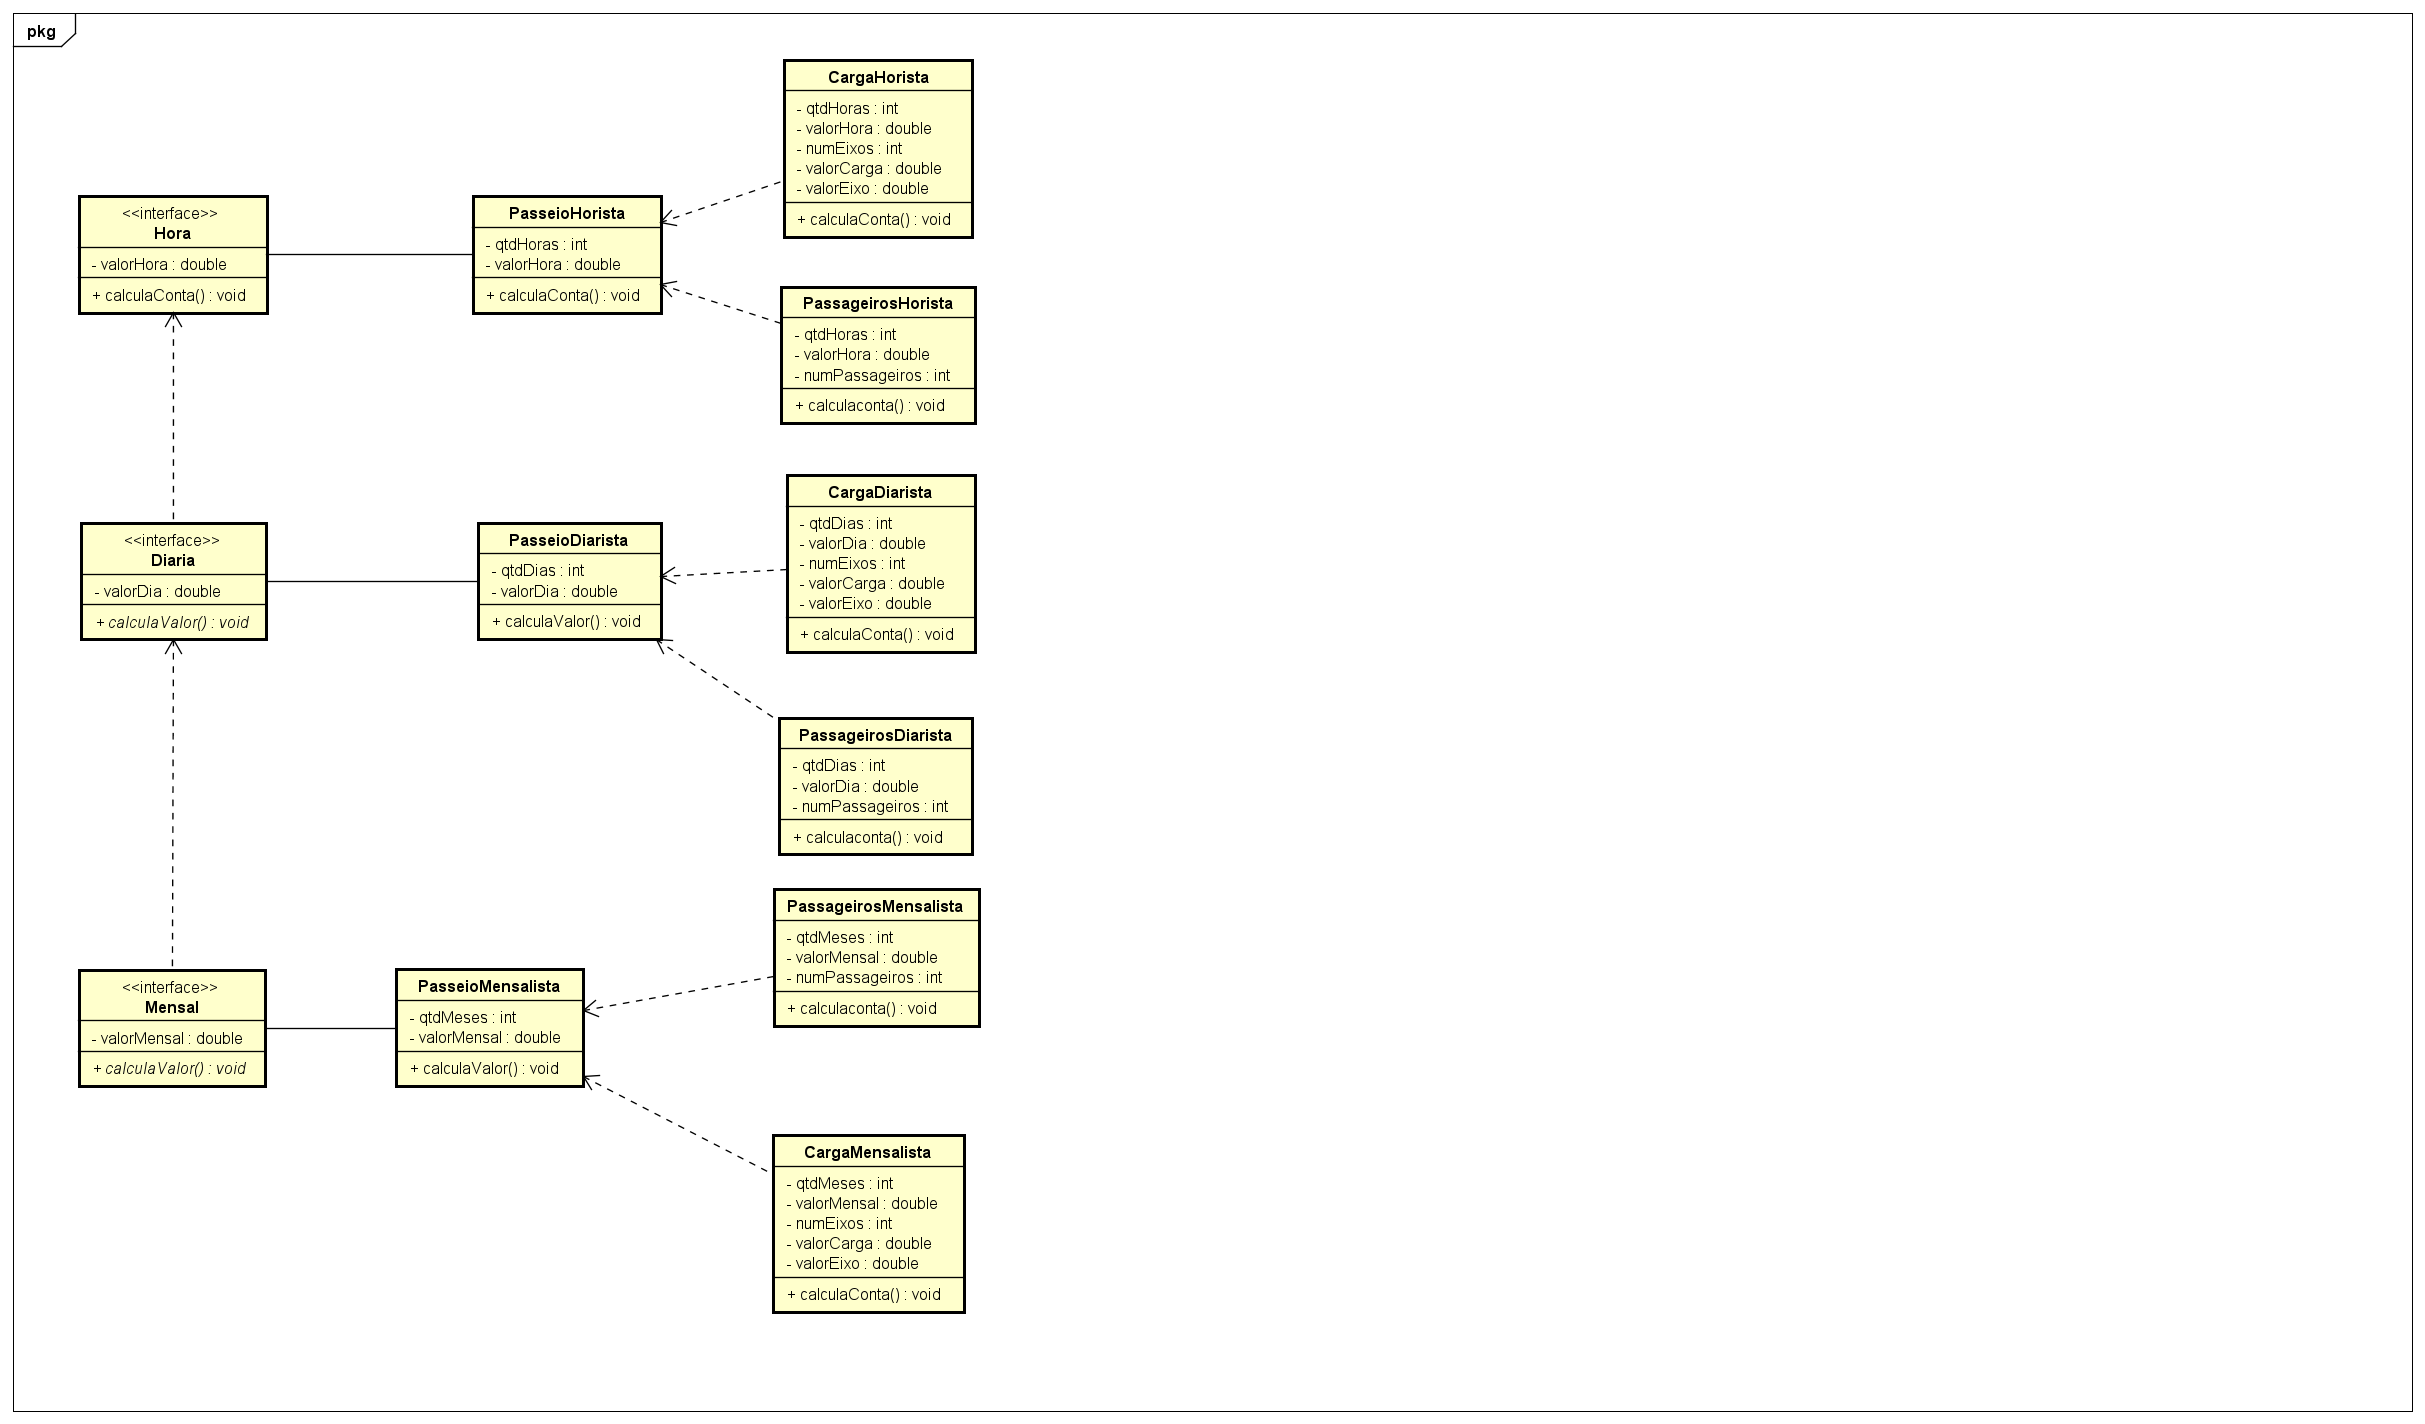 pkg
CargaHorista
- qtdHoras : int
- valorHora : double
- numEixos : int
- valorCarga : double
- valorEixo : double
+ calculaConta() : void
<<interface>>
Hora
- valorHora : double
+ calculaConta() : void
PasseioHorista
- qtdHoras : int
- valorHora : double
+ calculaConta() : void
PassageirosHorista
- qtdHoras : int
- valorHora : double
- numPassageiros : int
+ calculaconta() : void
CargaDiarista
- qtdDias : int
- valorDia : double
- numEixos : int
- valorCarga : double
- valorEixo : double
+ calculaConta() : void
<<interface>>
Diaria
- valorDia : double
+ calculaValor() : void
PasseioDiarista
- qtdDias : int
- valorDia : double
+ calculaValor() : void
PassageirosDiarista
- qtdDias : int
- valorDia : double
- numPassageiros : int
+ calculaconta() : void
PassageirosMensalista
- qtdMeses : int
- valorMensal : double
- numPassageiros : int
+ calculaconta() : void
<<interface>>
Mensal
- valorMensal : double
+ calculaValor() : void
PasseioMensalista
- qtdMeses : int
- valorMensal : double
+ calculaValor() : void
CargaMensalista
- qtdMeses : int
- valorMensal : double
- numEixos : int
- valorCarga : double
- valorEixo : double
+ calculaConta() : void